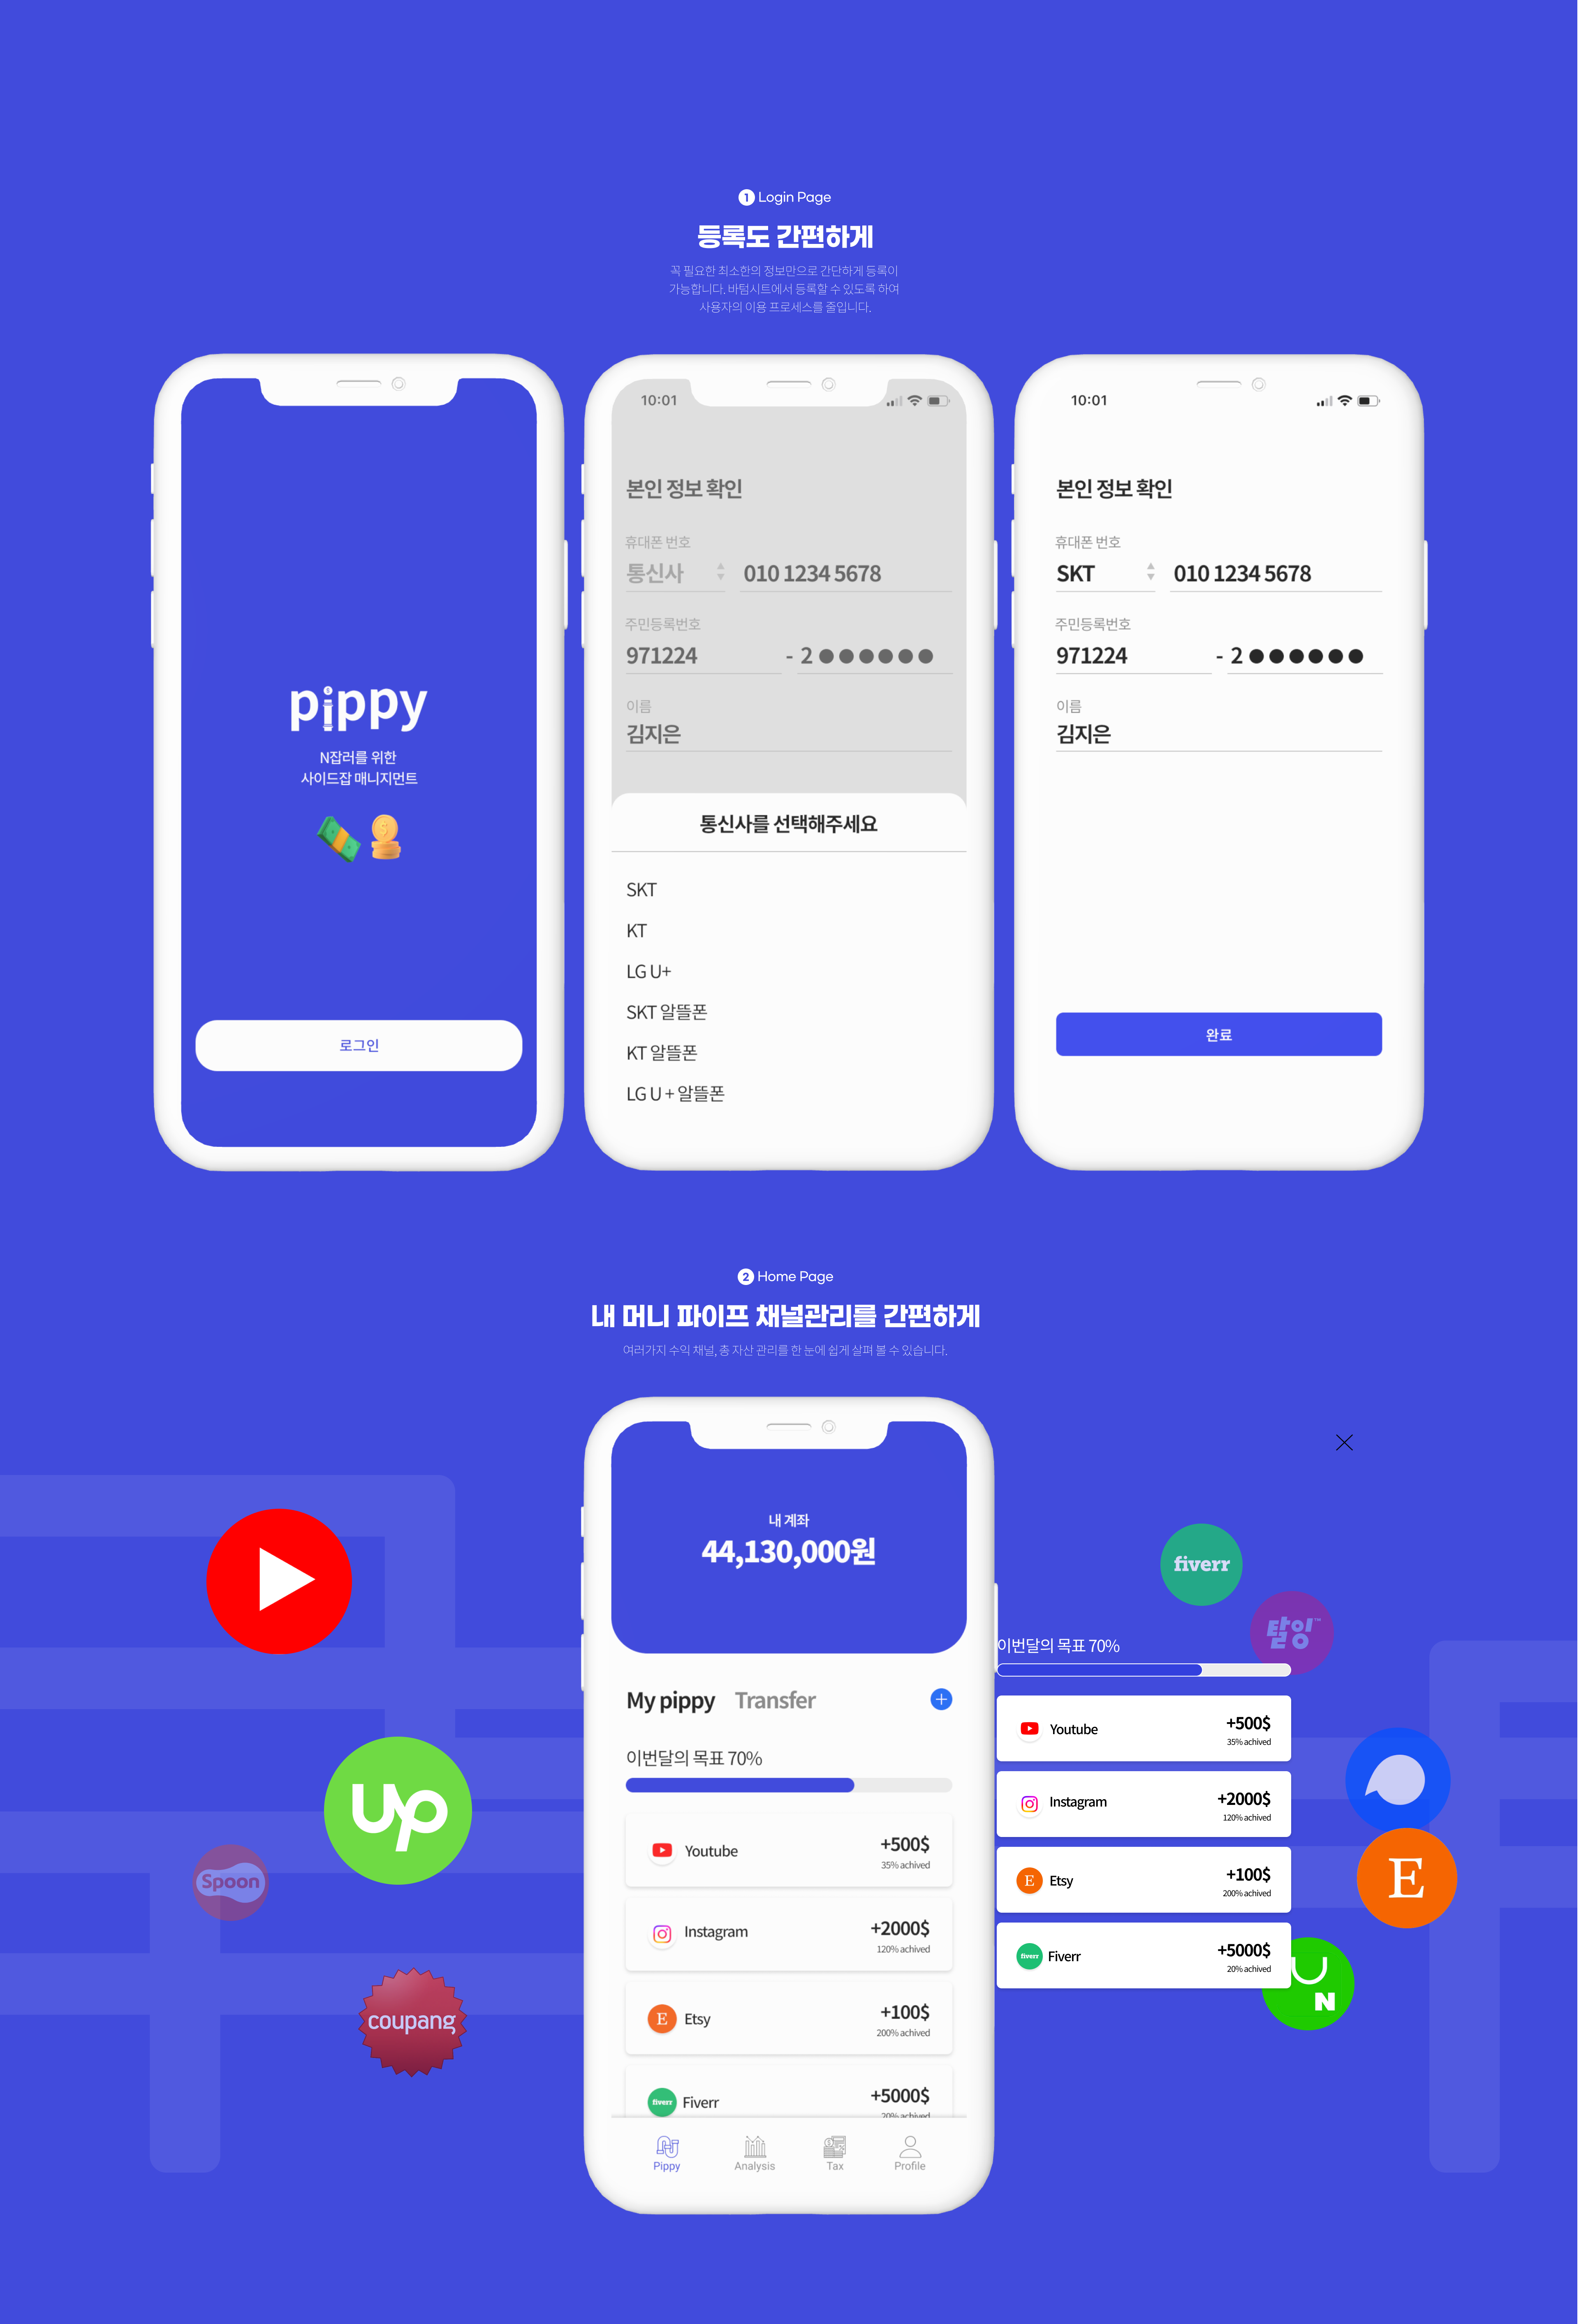 1 Login Page
등록도 간편하게
꼭 필요한 최소한의 정보만으로 간단하게 등록이
가능합니다. 바텀시트에서 등록할 수 있도록 하여
사용자의 이용 프로세스를 줄입니다.
pippy
N잡러를 위한
사이드잡 매니지먼트
로그인
10:01
본인 정보 확인
휴대폰 번호
통신사 010 1234 5678
주민등록번호
971224 - 2 ●●●●●●
이름
김지은
통신사를 선택해주세요
SKT
KT
LG U+
SKT 알뜰폰
KT 알뜰폰
LG U + 알뜰폰
10:01
본인 정보 확인
휴대폰 번호
SKT 010 1234 5678
주민등록번호
971224 - 2 ●●●●●●
이름
김지은
완료
2 Home Page
내 머니 파이프 채널관리를 간편하게
여러가지 수익 채널, 총 자산 관리를 한 눈에 쉽게 살펴 볼 수 있습니다.
up
Spoon
coupang
내 계좌
44,130,000원
My pippy Transfer
이번달의 목표 70%
Youtube +500$
35% achived
Instagram +2000$
120% achived
E Etsy +100$
200% achived
fiverr Fiverr +5000$
20% achived
Pippy Analysis Tax Profile
fiverr
탈잉™
이번달의 목표 70%
Youtube +500$
35% achived
Instagram +2000$
120% achived
E Etsy +100$
200% achived
fiverr Fiverr +5000$
20% achived
E
N